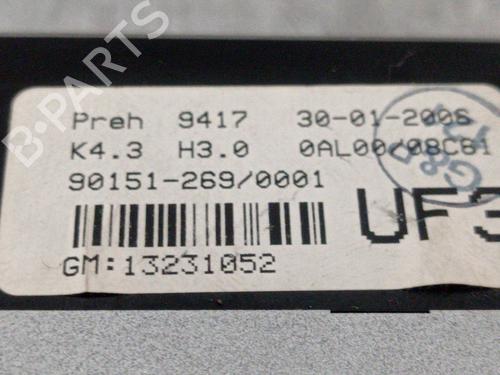 B-PARTS
Preh 9417 30-01-2006
K4.3 H3.0 0AL00/08C61
90151-269/0001
UF3
GM:13231052